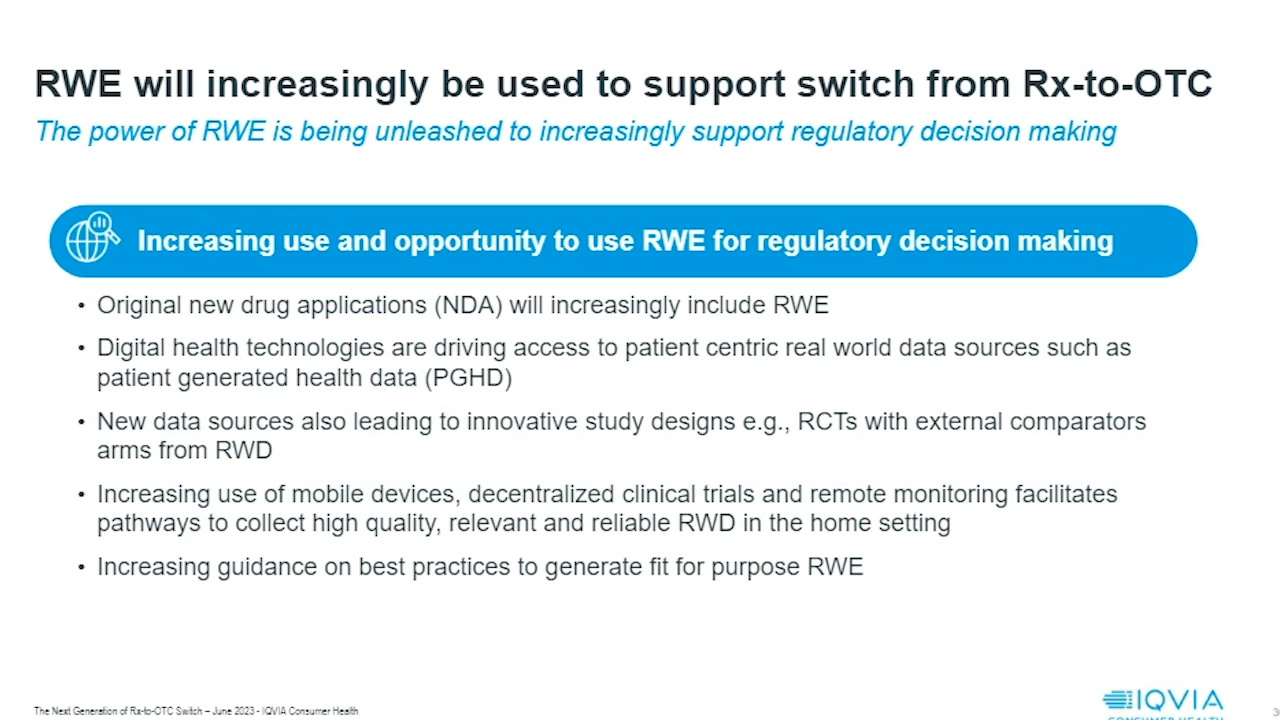 RWE will increasingly be used to support switch from Rx-to-OTC
The power of RWE is being unleashed to increasingly support regulatory decision making
Increasing use and opportunity to use RWE for regulatory decision making
• Original new drug applications (NDA) will increasingly include RWE
• Digital health technologies are driving access to patient centric real world data sources such as
patient generated health data (PGHD)
• New data sources also leading to innovative study designs e.g., RCTs with external comparators
arms from RWD
• Increasing use of mobile devices, decentralized clinical trials and remote monitoring facilitates
pathways to collect high quality, relevant and reliable RWD in the home setting
• Increasing guidance on best practices to generate fit for purpose RWE
The Next Generation of Rx-to-OTC Switch – June 2023 - IQVIA Consumer Health
IQVIA
CONSUMER HEALTH